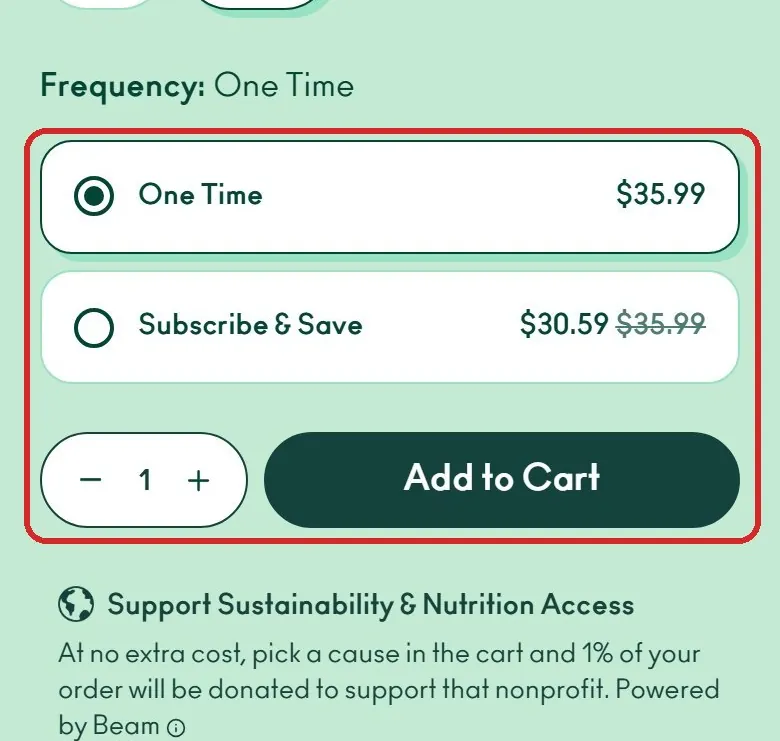 Frequency: One Time
One Time $35.99
Subscribe & Save $30.59 $35.99
− 1 + Add to Cart
Support Sustainability & Nutrition Access
At no extra cost, pick a cause in the cart and 1% of your
order will be donated to support that nonprofit. Powered
by Beam